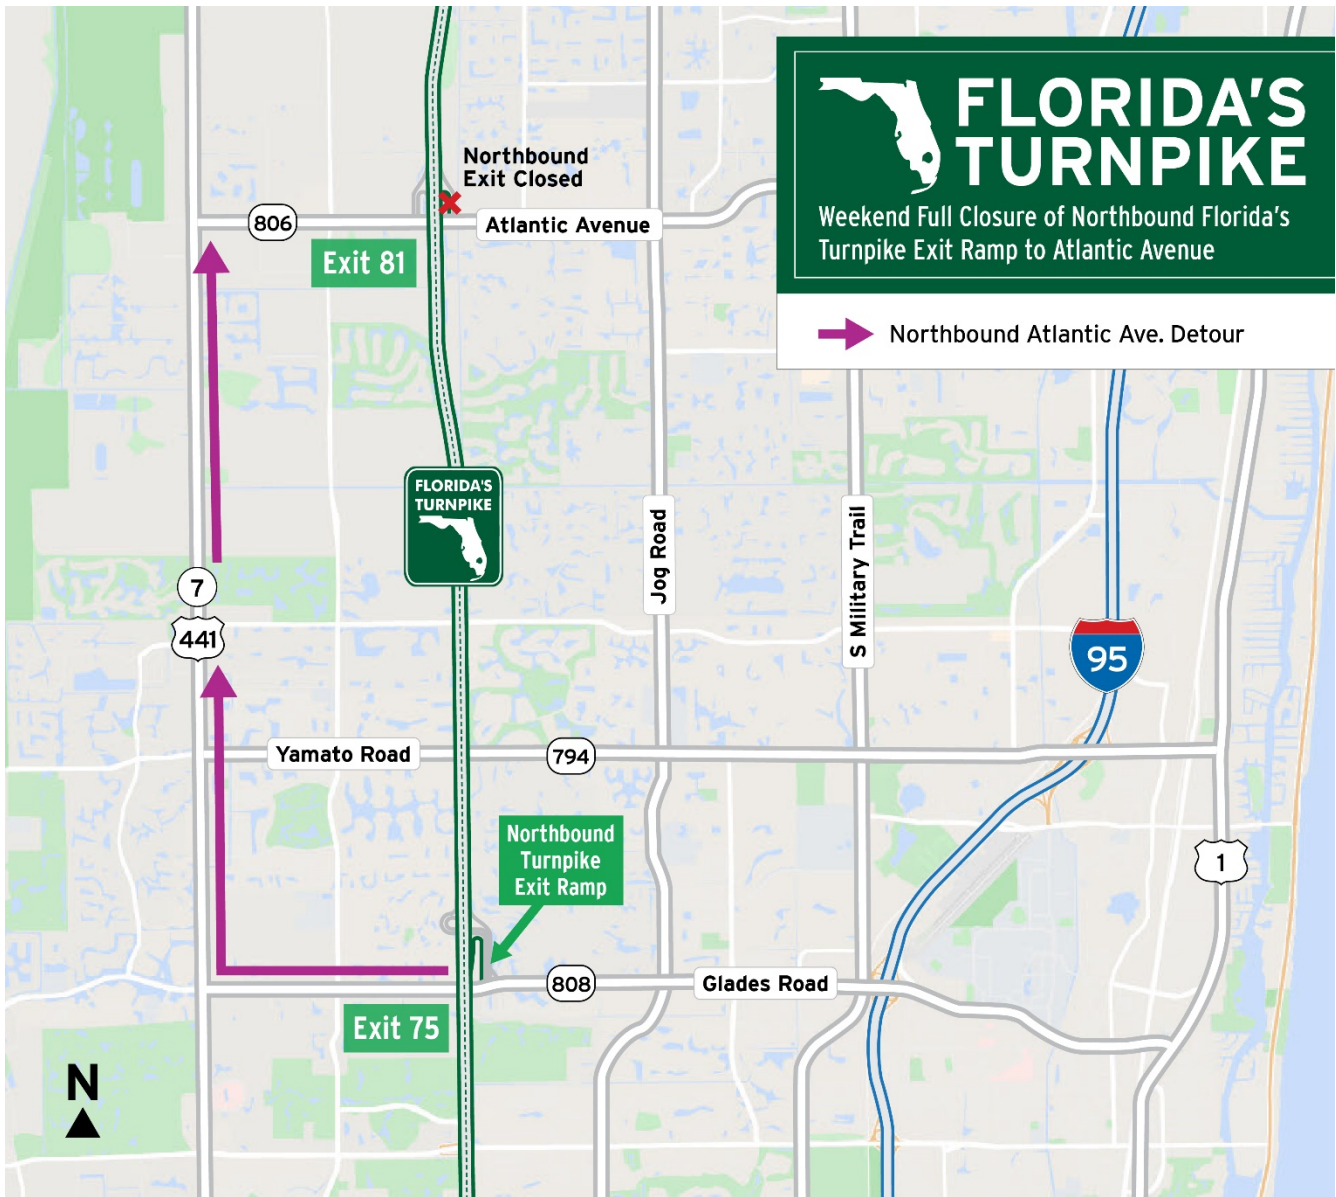 FLORIDA'S
TURNPIKE
Weekend Full Closure of Northbound Florida's
Turnpike Exit Ramp to Atlantic Avenue
Northbound Atlantic Ave. Detour
Northbound
Exit Closed
806
Atlantic Avenue
Exit 81
FLORIDA'S
TURNPIKE
Jog Road
S Military Trail
7
441
95
Yamato Road
794
Northbound
Turnpike
Exit Ramp
1
808
Glades Road
Exit 75
N